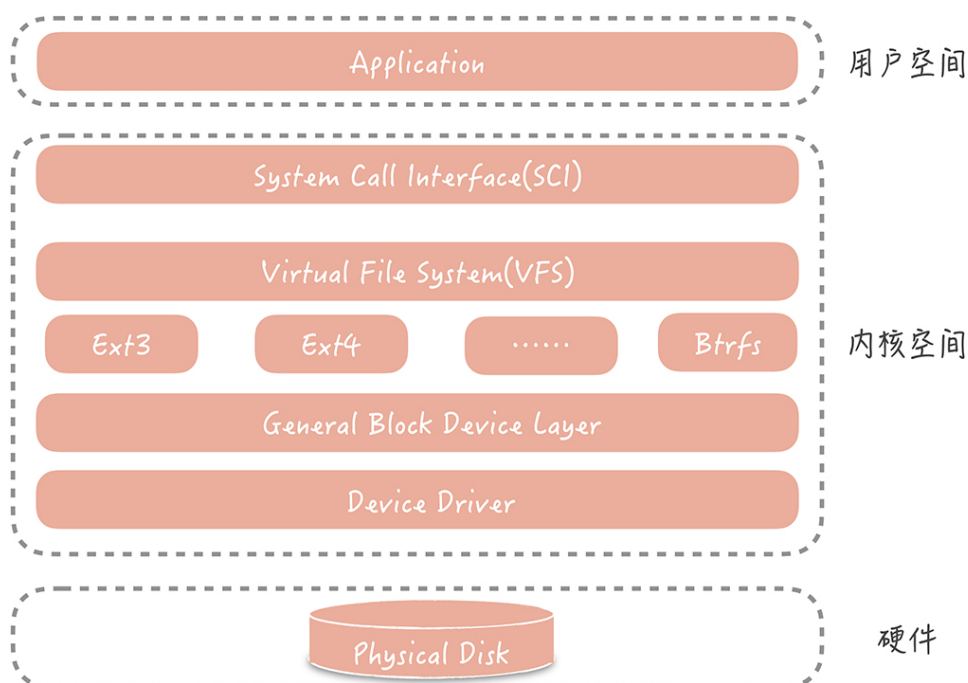 Application
用户空间
System Call Interface(SCI)
Virtual File System(VFS)
Ext3
Ext4
......
Btrfs
内核空间
General Block Device Layer
Device Driver
Physical Disk
硬件